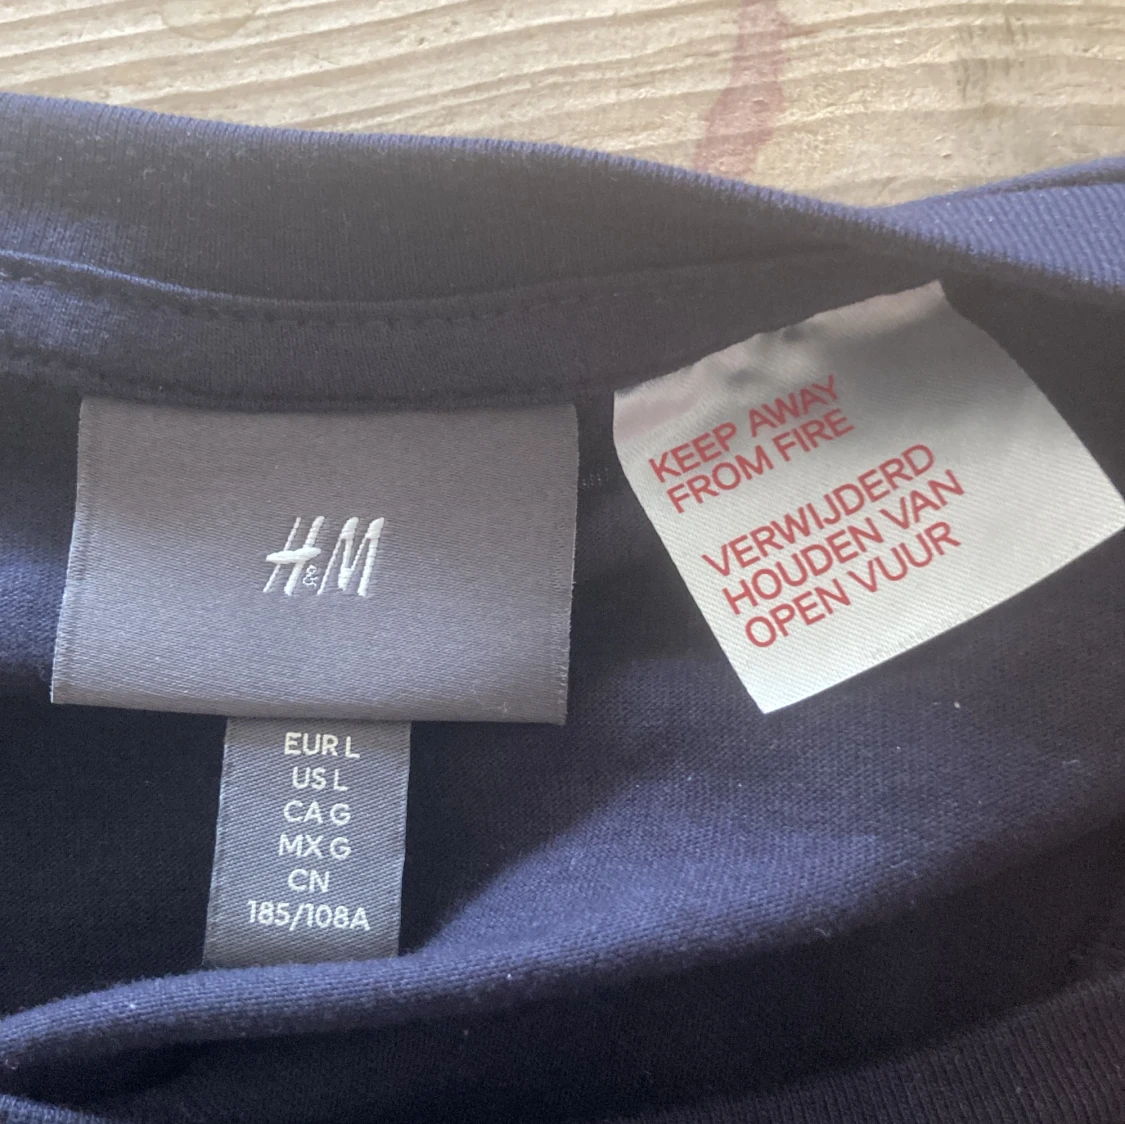 H&M
EUR L
US L
CA G
MX G
CN
185/108A
KEEP AWAY
FROM FIRE
VERWIJDERD
HOUDEN VAN
OPEN VUUR